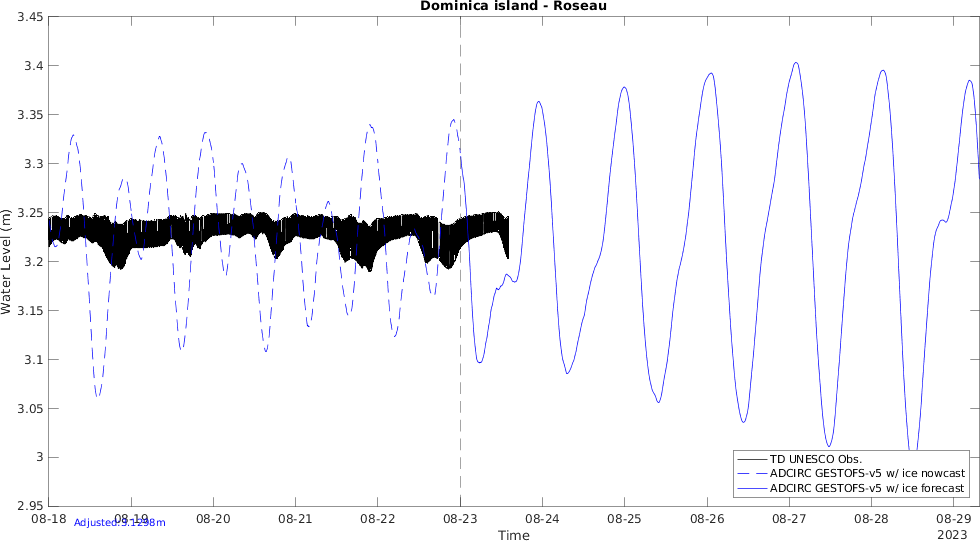 Dominica island - Roseau
3.45
3.4
3.35
3.3
3.25
3.2
3.15
3.1
3.05
3
2.95
Water Level (m)
TD UNESCO Obs.
ADCIRC GESTOFS-v5 w/ ice nowcast
ADCIRC GESTOFS-v5 w/ ice forecast
08-18 08-19 08-20 08-21 08-22 08-23 08-24 08-25 08-26 08-27 08-28 08-29
Adjusted:3.1298m
Time
2023